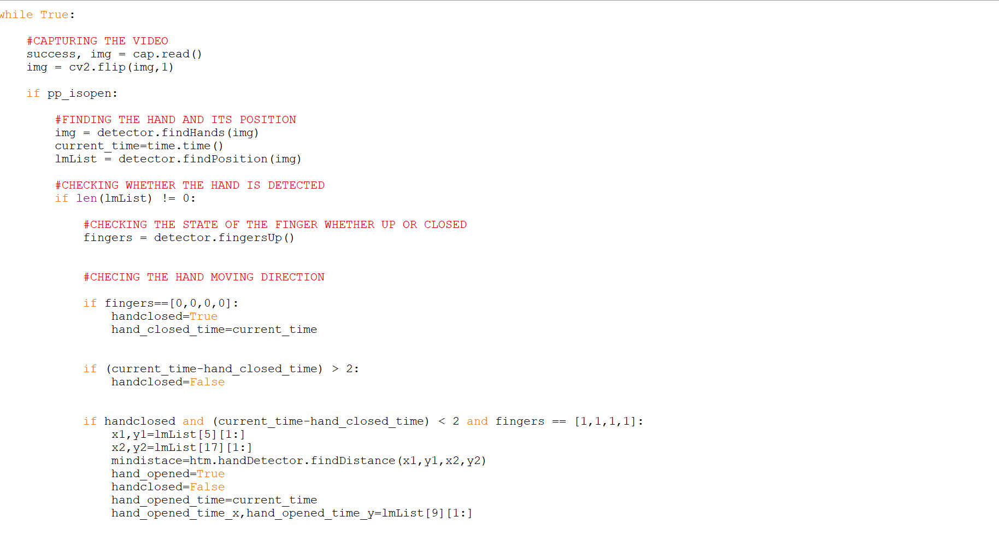 while True:
#CAPTURING THE VIDEO
success, img = cap.read()
img = cv2.flip(img,1)
if pp_isopen:
#FINDING THE HAND AND ITS POSITION
img = detector.findHands(img)
current_time=time.time()
lmList = detector.findPosition(img)
#CHECKING WHETHER THE HAND IS DETECTED
if len(lmList) != 0:
#CHECKING THE STATE OF THE FINGER WHETHER UP OR CLOSED
fingers = detector.fingersUp()
#CHECING THE HAND MOVING DIRECTION
if fingers==[0,0,0,0]:
handclosed=True
hand_closed_time=current_time
if (current_time-hand_closed_time) > 2:
handclosed=False
if handclosed and (current_time-hand_closed_time) < 2 and fingers == [1,1,1,1]:
x1,y1=lmList[5][1:]
x2,y2=lmList[17][1:]
mindistace=htm.handDetector.findDistance(x1,y1,x2,y2)
hand_opened=True
handclosed=False
hand_opened_time=current_time
hand_opened_time_x,hand_opened_time_y=lmList[9][1:]